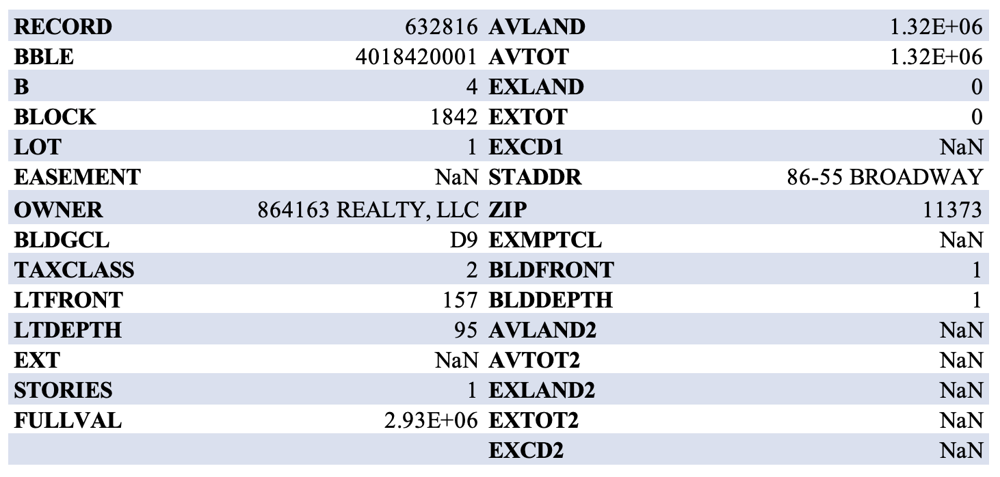 RECORD 632816 AVLAND 1.32E+06
BBLE 4018420001 AVTOT 1.32E+06
B 4 EXLAND 0
BLOCK 1842 EXTOT 0
LOT 1 EXCD1 NaN
EASEMENT NaN STADDR 86-55 BROADWAY
OWNER 864163 REALTY, LLC ZIP 11373
BLDGCL D9 EXMPTCL NaN
TAXCLASS 2 BLDFRONT 1
LTFRONT 157 BLDDEPTH 1
LTDEPTH 95 AVLAND2 NaN
EXT NaN AVTOT2 NaN
STORIES 1 EXLAND2 NaN
FULLVAL 2.93E+06 EXTOT2 NaN
EXCD2 NaN